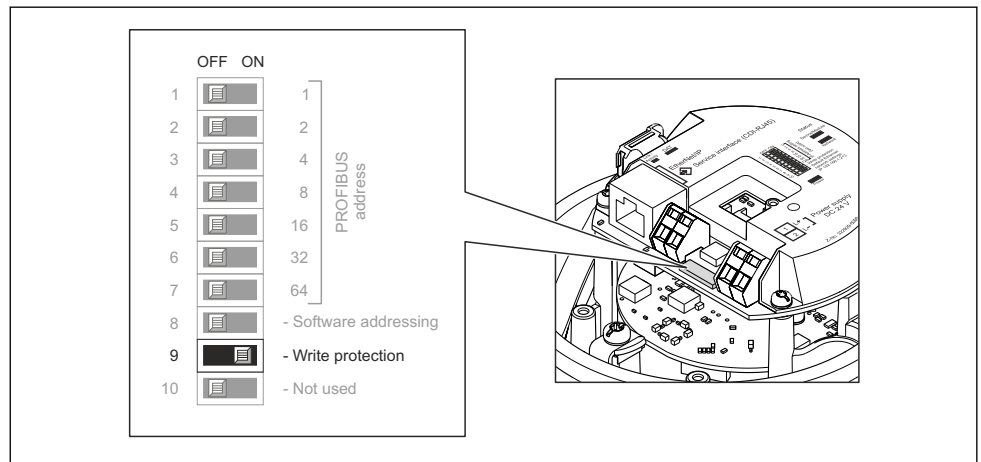 OFF ON
1 1
2 2
3 4
4 8
5 16
6 32
7 64
PROFIBUS
address
8 - Software addressing
9 - Write protection
10 - Not used
EtherNet/IP
Service interface (CDI-RJ45)
Status
Power supply
DC 24 V
1 L+
2 L-